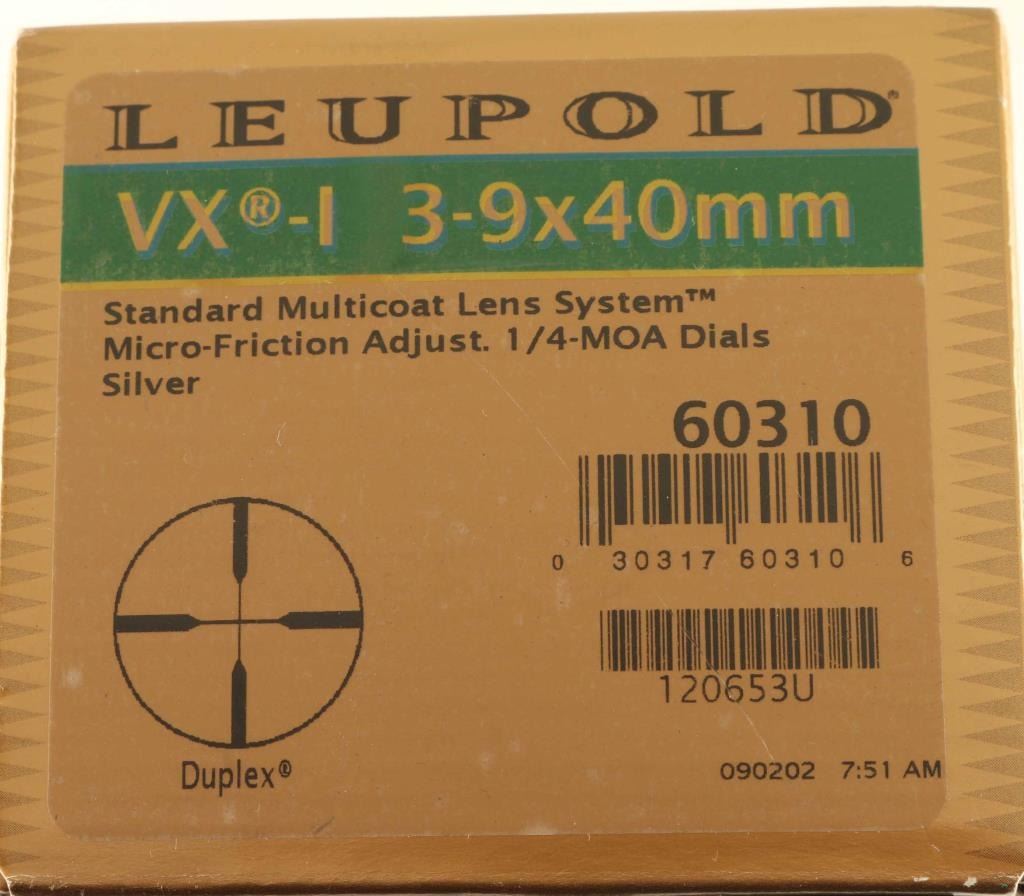 LEUPOLD®
VX®-I 3-9x40mm
Standard Multicoat Lens System™
Micro-Friction Adjust. 1/4-MOA Dials
Silver
60310
0 30317 60310 6
120653U
Duplex®
090202 7:51 AM